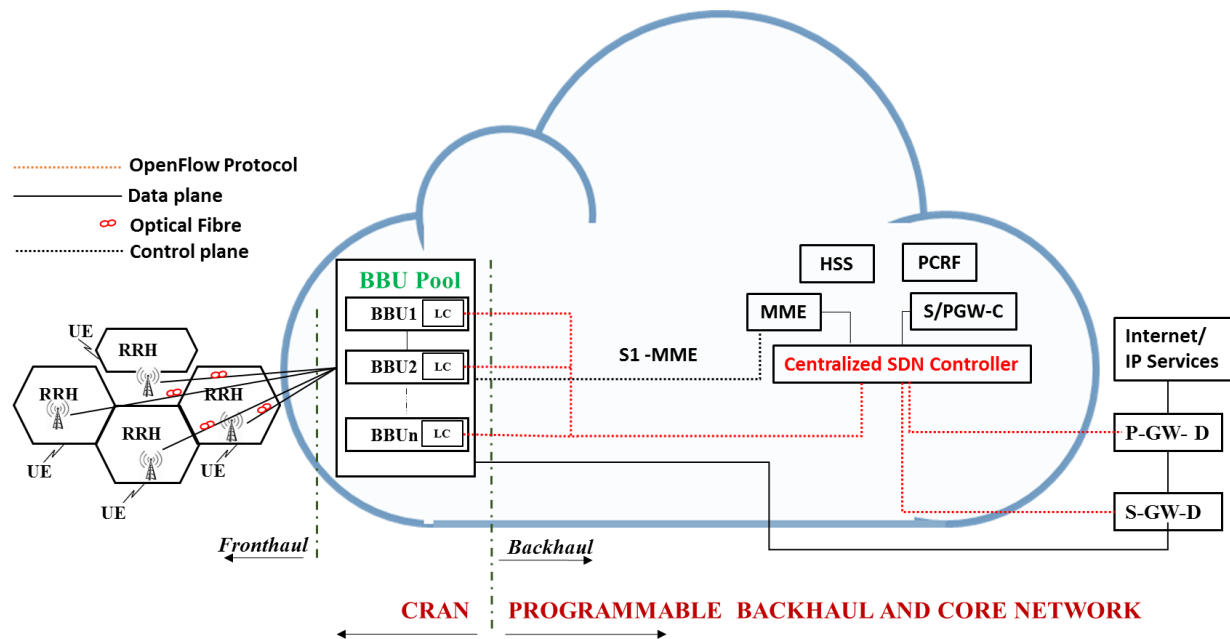 OpenFlow Protocol
Data plane
Optical Fibre
Control plane
UE
RRH
RRH
RRH
RRH
UE
UE
UE
BBU Pool
BBU1 LC
BBU2 LC
BBUn LC
S1 -MME
HSS
PCRF
MME
S/PGW-C
Centralized SDN Controller
Internet/
IP Services
P-GW- D
S-GW-D
Fronthaul
Backhaul
CRAN
PROGRAMMABLE BACKHAUL AND CORE NETWORK